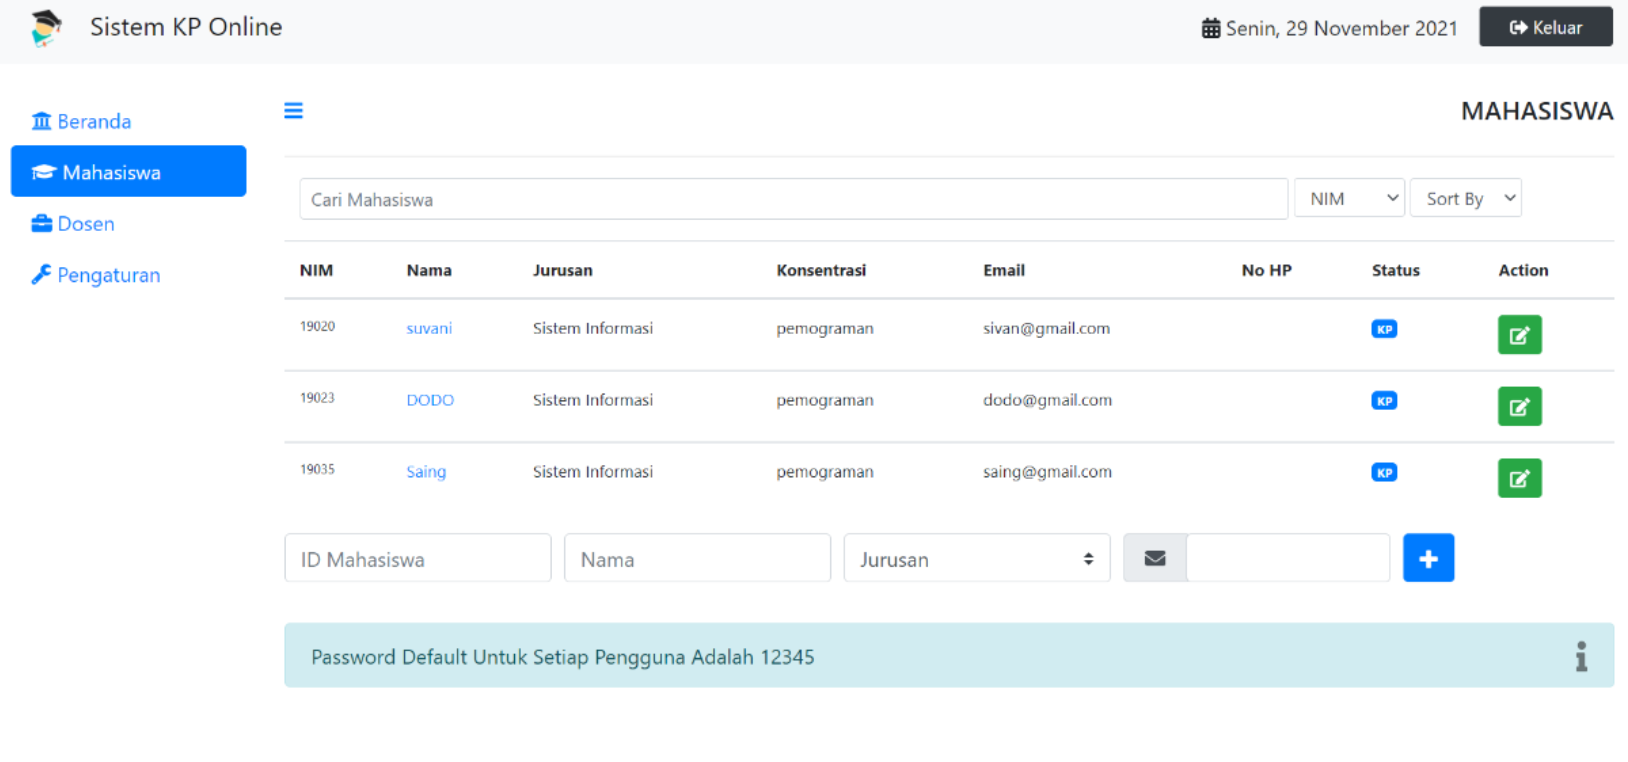 Sistem KP Online
Senin, 29 November 2021
Keluar
Beranda
Mahasiswa
Dosen
Pengaturan
MAHASISWA
Cari Mahasiswa
NIM
Sort By
NIM Nama Jurusan Konsentrasi Email No HP Status Action
19020 suvani Sistem Informasi pemograman sivan@gmail.com KP
19023 DODO Sistem Informasi pemograman dodo@gmail.com KP
19035 Saing Sistem Informasi pemograman saing@gmail.com KP
ID Mahasiswa
Nama
Jurusan
Password Default Untuk Setiap Pengguna Adalah 12345